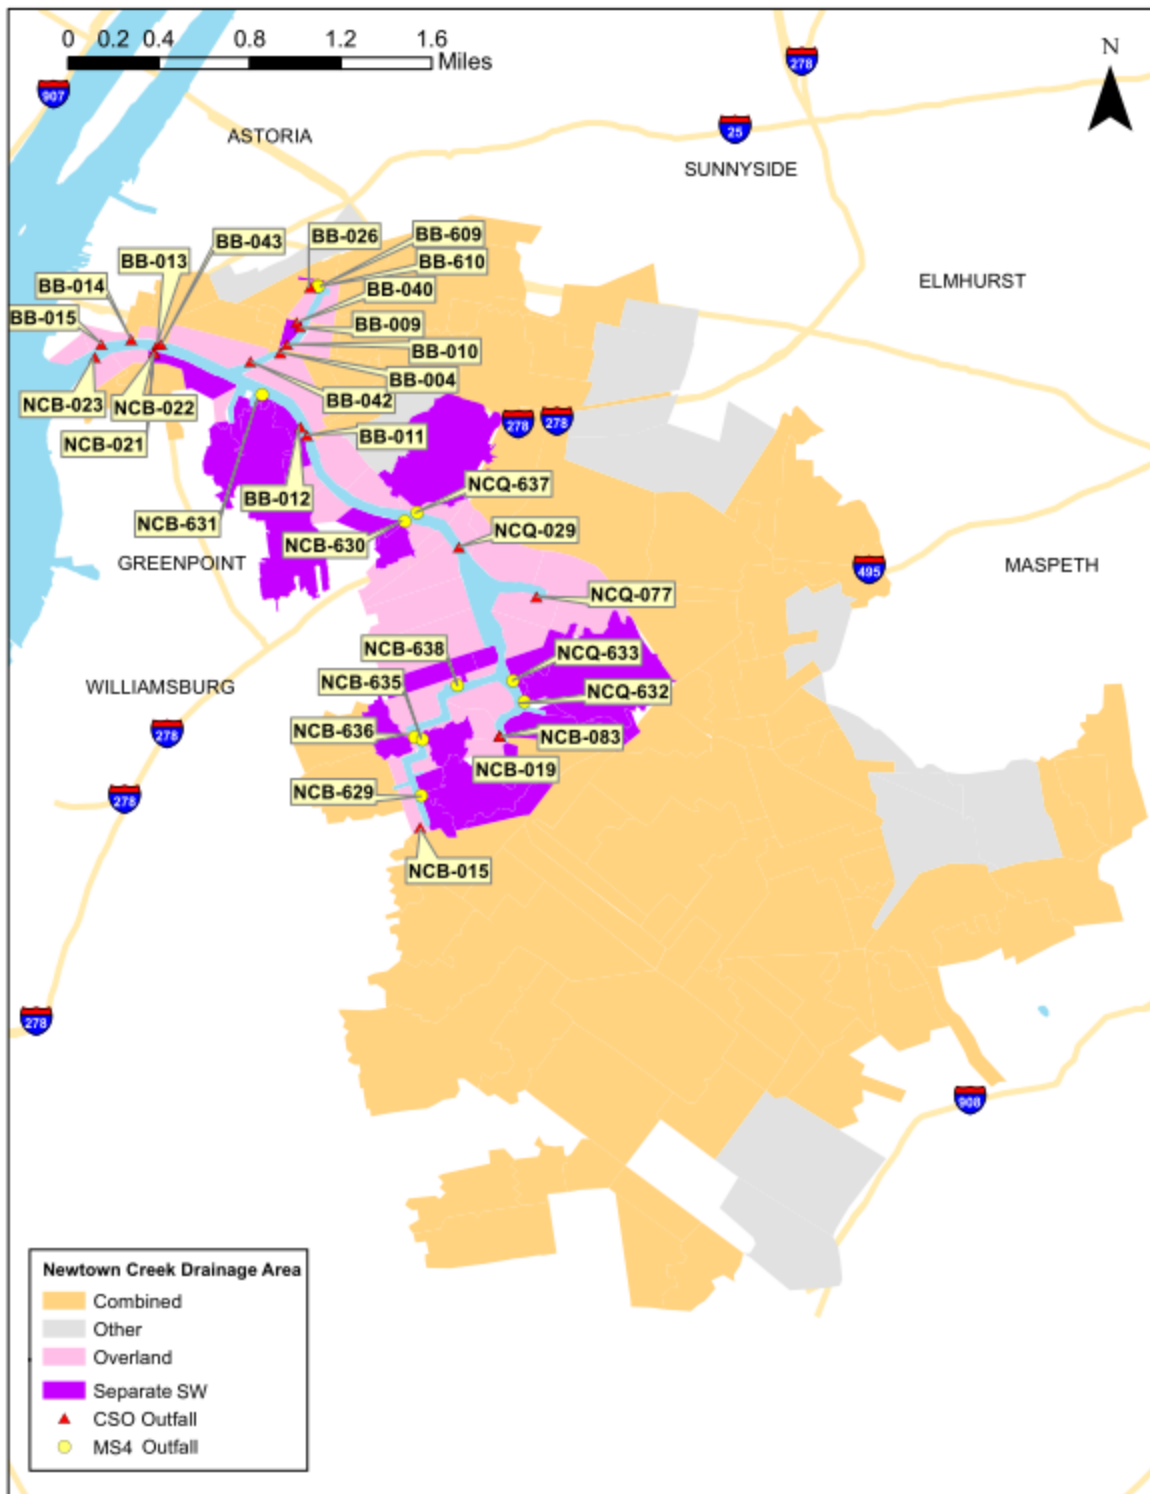 0 0.2 0.4 0.8 1.2 1.6
Miles
N
907
278
ASTORIA
25
SUNNYSIDE
BB-026
BB-609
BB-043
BB-013
BB-610
ELMHURST
BB-014
BB-040
BB-015
BB-009
BB-010
BB-004
NCB-023
NCB-022
BB-042
NCB-021
BB-011
278
278
BB-012
NCQ-637
NCB-631
NCQ-029
NCB-630
GREENPOINT
495
MASPETH
NCQ-077
NCB-638
NCQ-633
NCB-635
WILLIAMSBURG
NCQ-632
278
NCB-636
NCB-083
NCB-019
NCB-629
278
NCB-015
278
908
Newtown Creek Drainage Area
Combined
Other
Overland
Separate SW
CSO Outfall
MS4 Outfall